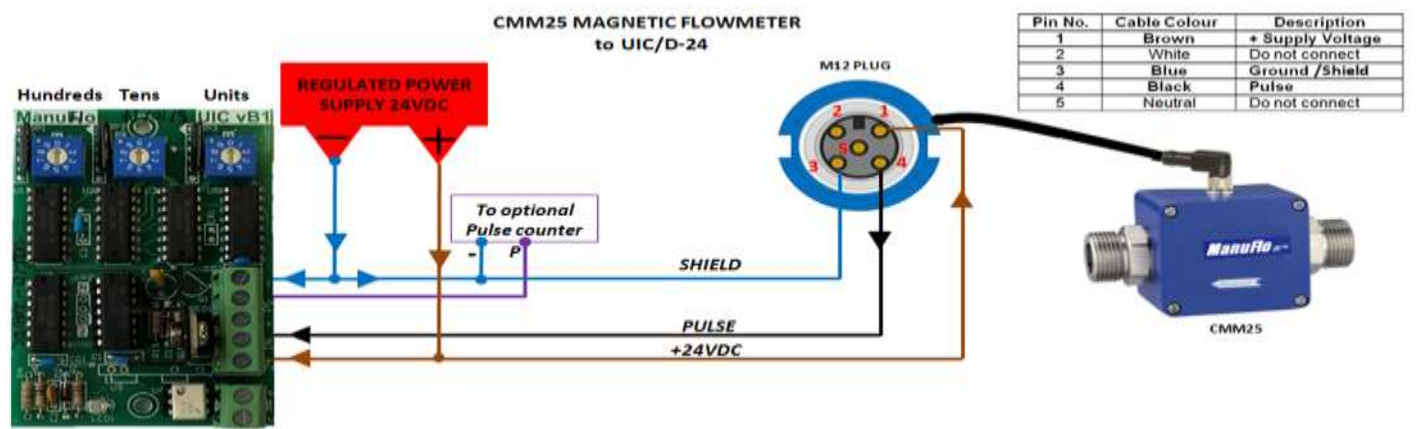 CMM25 MAGNETIC FLOWMETER
to UIC/D-24
Pin No. Cable Colour Description
1 Brown + Supply Voltage
2 White Do not connect
3 Blue Ground /Shield
4 Black Pulse
5 Neutral Do not connect
M12 PLUG
REGULATED POWER
SUPPLY 24VDC
Hundreds Tens Units
ManuFlo UIC vB1
- +
2 1
5
3 4
To optional
Pulse counter
- P
SHIELD
PULSE
+24VDC
ManuFlo
CMM25